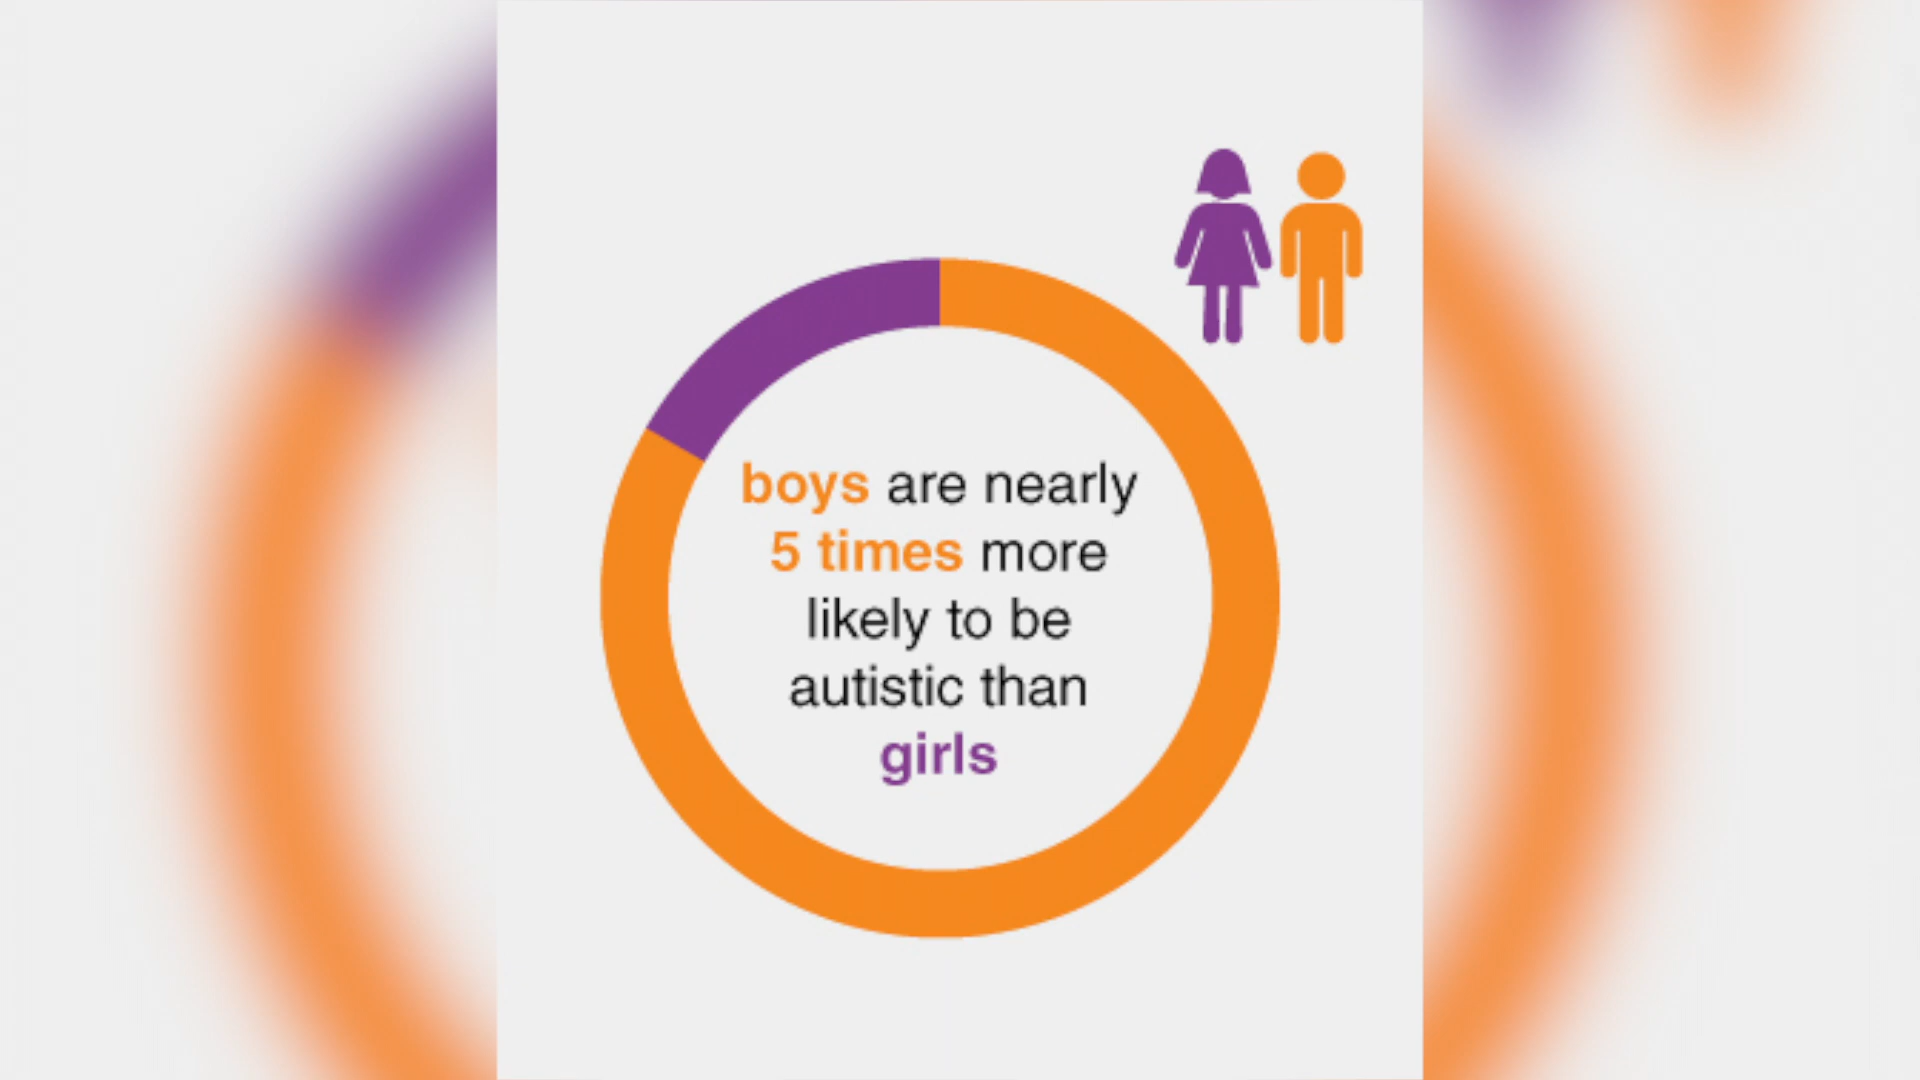 boys are nearly
5 times more
likely to be
autistic than
girls